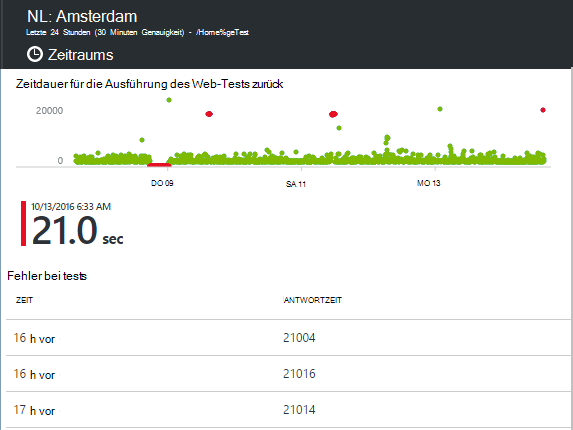 NL: Amsterdam
Letzte 24 Stunden (30 Minuten Genauigkeit) - /Home%geTest
Zeitraums
Zeitdauer für die Ausführung des Web-Tests zurück
20000
0
DO 09 SA 11 MO 13
10/13/2016 6:33 AM
21.0 sec
Fehler bei tests
ZEIT ANTWORTZEIT
16 h vor 21004
16 h vor 21016
17 h vor 21014